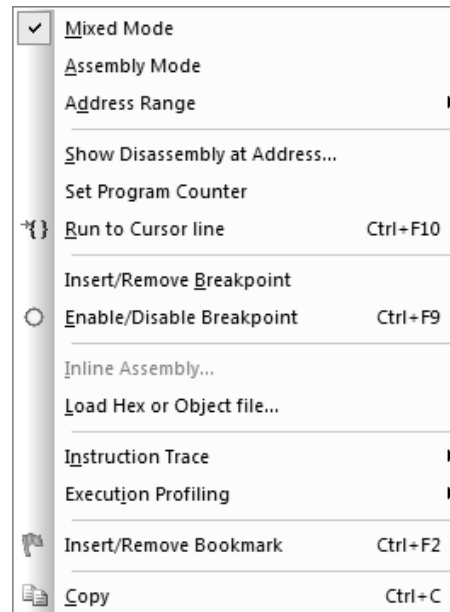 Mixed Mode
Assembly Mode
Address Range
Show Disassembly at Address...
Set Program Counter
Run to Cursor line Ctrl+F10
Insert/Remove Breakpoint
Enable/Disable Breakpoint Ctrl+F9
Inline Assembly...
Load Hex or Object file...
Instruction Trace
Execution Profiling
Insert/Remove Bookmark Ctrl+F2
Copy Ctrl+C